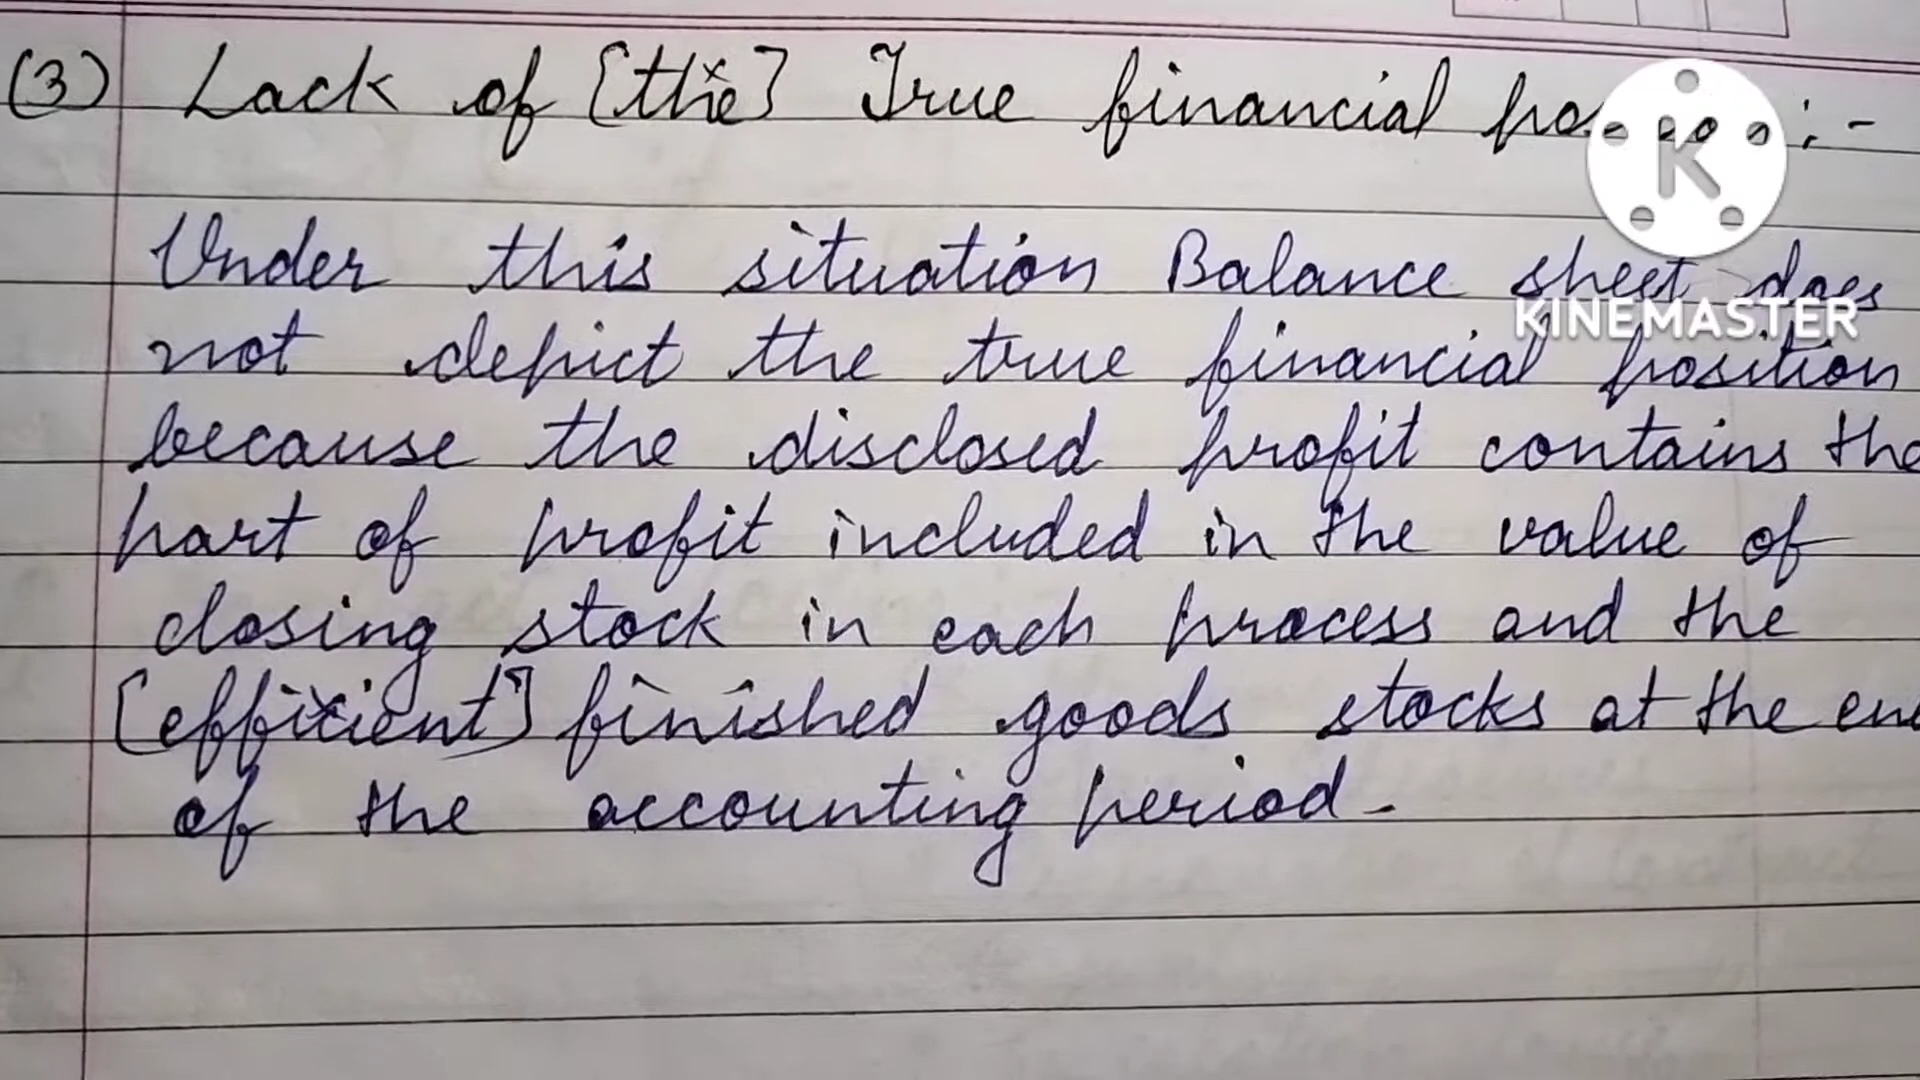 (3) Lack of [the] True financial :-
KINEMASTER
Under this situation Balance sheet does
not depict the true financial position
because the disclosed profit contains the
part of profit included in the value of
closing stock in each process and the
[efficient] finished goods stocks at the en
of the accounting period.